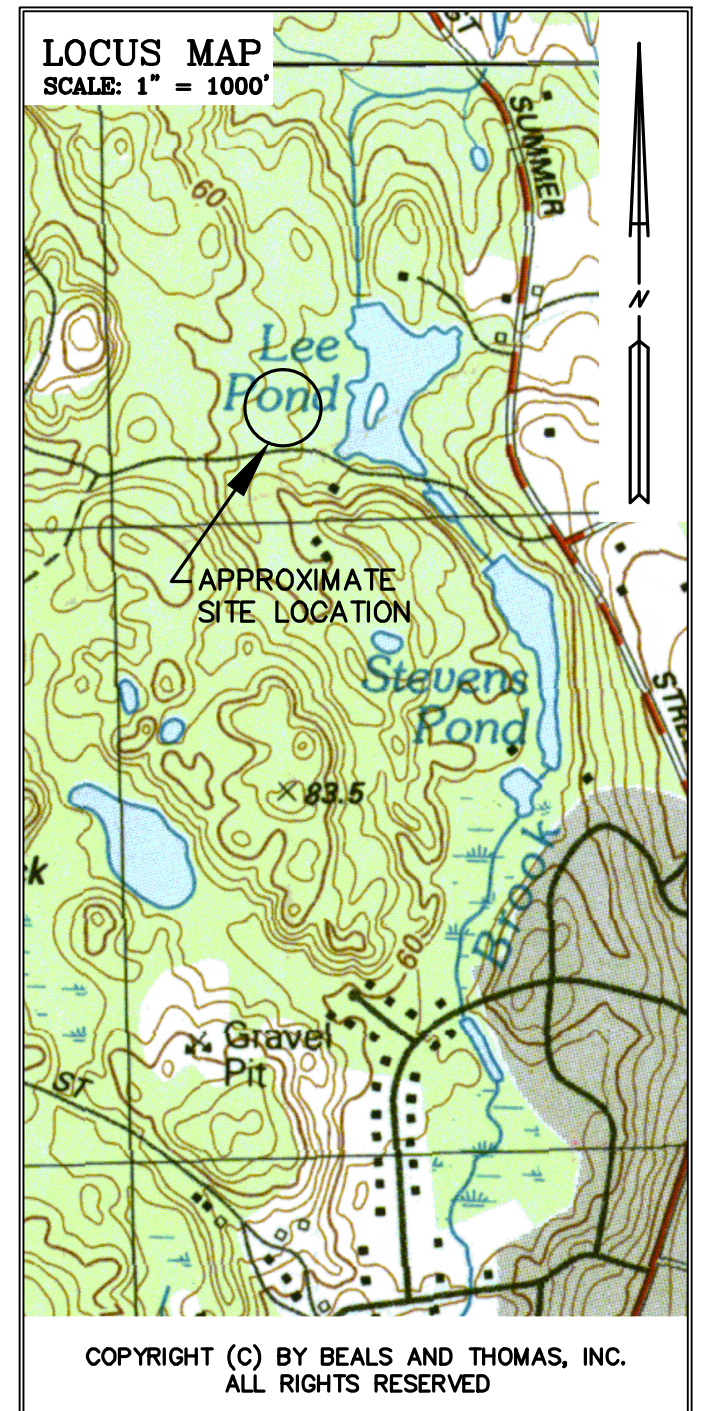 LOCUS MAP
SCALE: 1" = 1000'
ST
SUMMER
60
N
Lee
Pond
APPROXIMATE
SITE LOCATION
Stevens
Pond
STRE
83.5
k
Brook
60
Gravel
Pit
ST
COPYRIGHT (C) BY BEALS AND THOMAS, INC.
ALL RIGHTS RESERVED